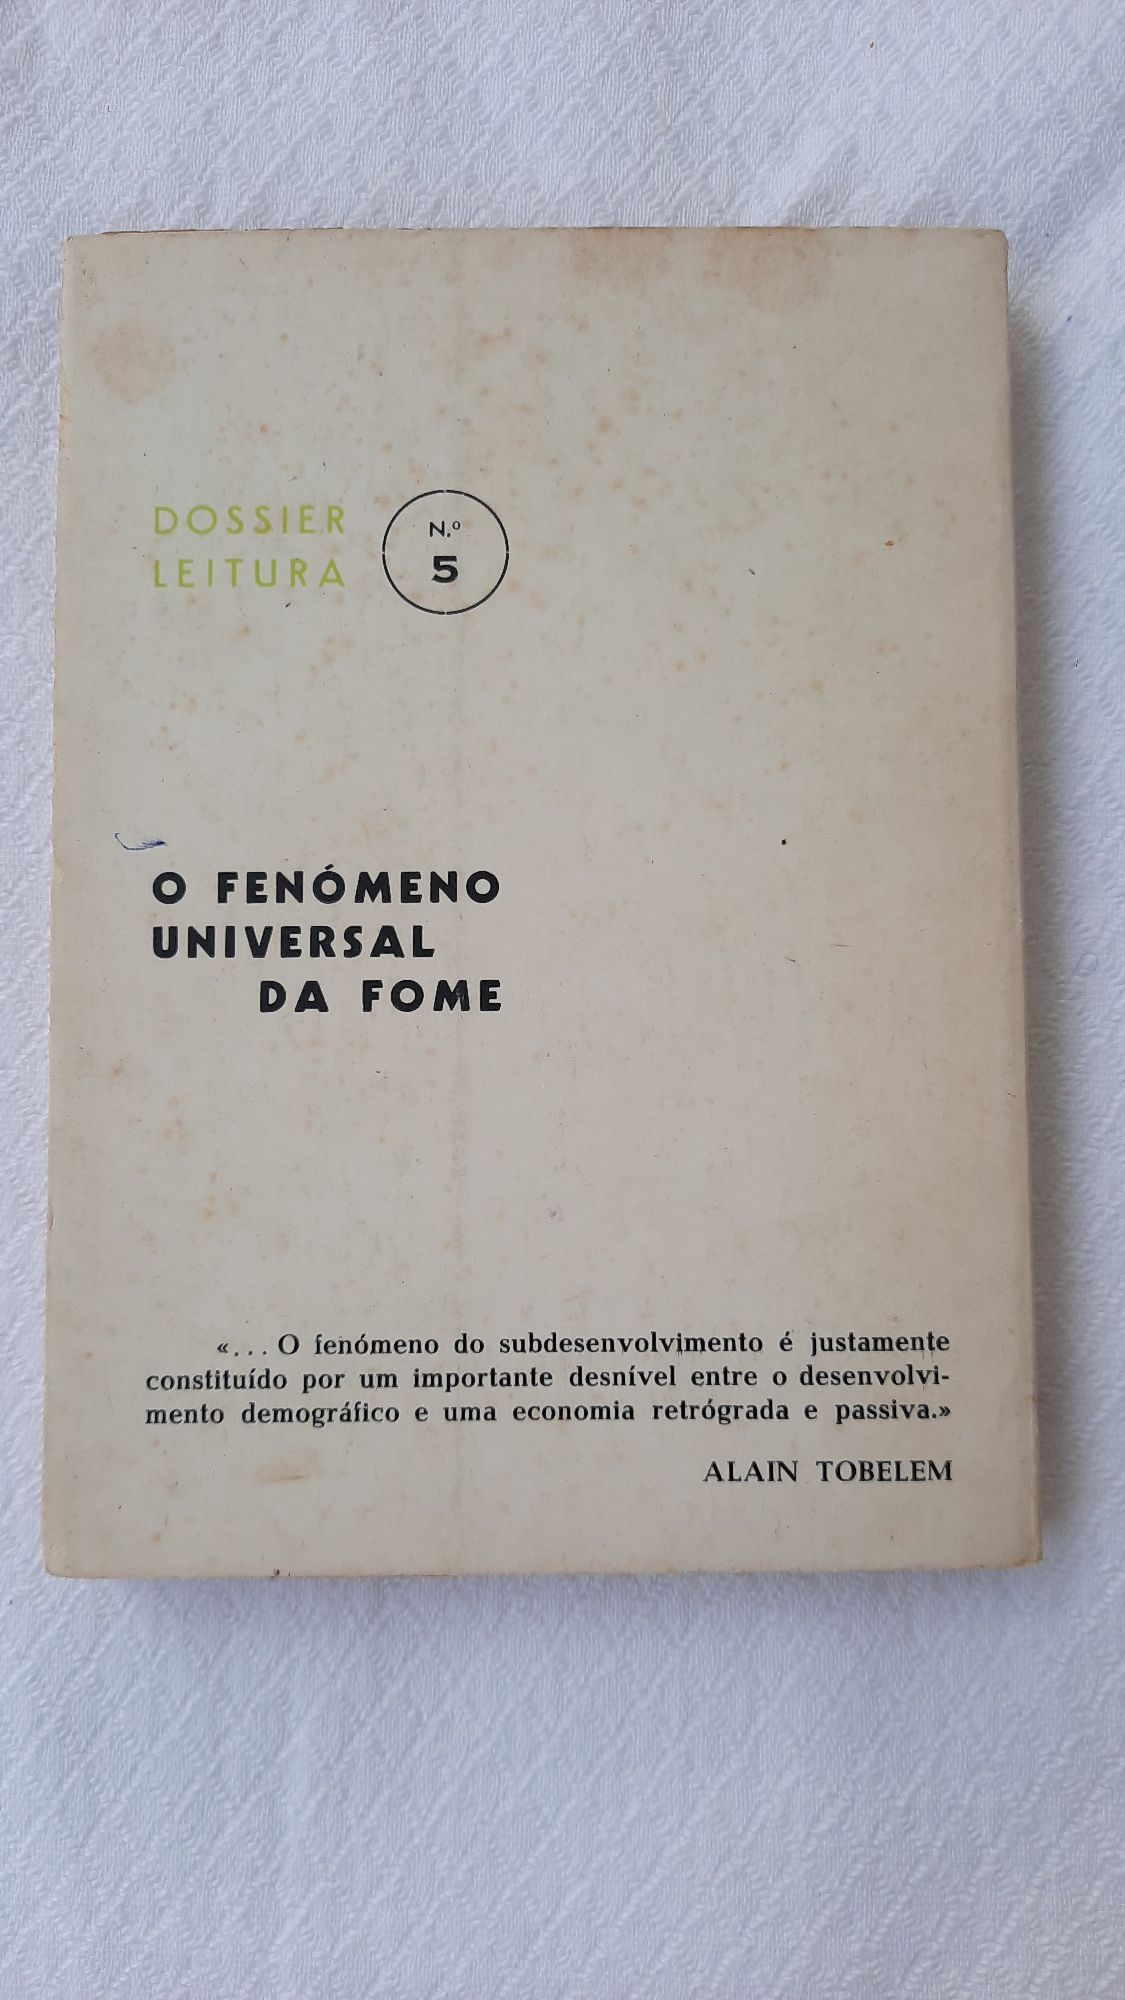 DOSSIER
LEITURA
N.º
5
O FENÓMENO
UNIVERSAL
DA FOME
«... O fenómeno do subdesenvolvimento é justamente
constituído por um importante desnível entre o desenvolvi-
mento demográfico e uma economia retrógrada e passiva.»
ALAIN TOBELEM